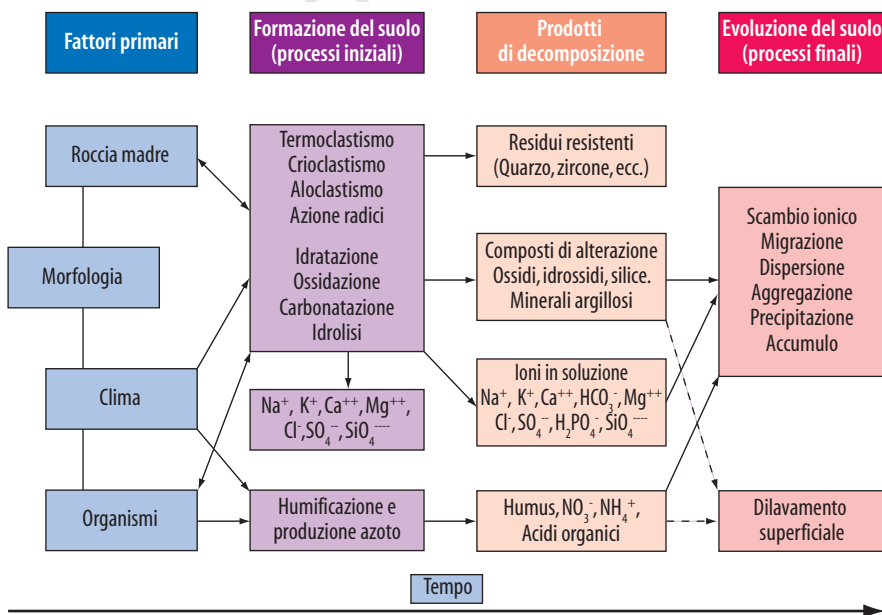 Fattori primari
Formazione del suolo
(processi iniziali)
Prodotti
di decomposizione
Evoluzione del suolo
(processi finali)
Roccia madre
Morfologia
Clima
Organismi
Termoclastismo
Crioclastismo
Aloclastismo
Azione radici
Idratazione
Ossidazione
Carbonatazione
Idrolisi
Na⁺, K⁺, Ca⁺⁺, Mg⁺⁺,
Cl⁻, SO₄⁻⁻, SiO₄⁻⁻⁻⁻
Humificazione e
produzione azoto
Residui resistenti
(Quarzo, zircone, ecc.)
Composti di alterazione
Ossidi, idrossidi, silice.
Minerali argillosi
Ioni in soluzione
Na⁺, K⁺, Ca⁺⁺, HCO₃⁻, Mg⁺⁺
Cl⁻, SO₄⁻⁻, H₂PO₄⁻, SiO₄⁻⁻⁻⁻
Humus, NO₃⁻, NH₄⁺,
Acidi organici
Scambio ionico
Migrazione
Dispersione
Aggregazione
Precipitazione
Accumulo
Dilavamento
superficiale
Tempo